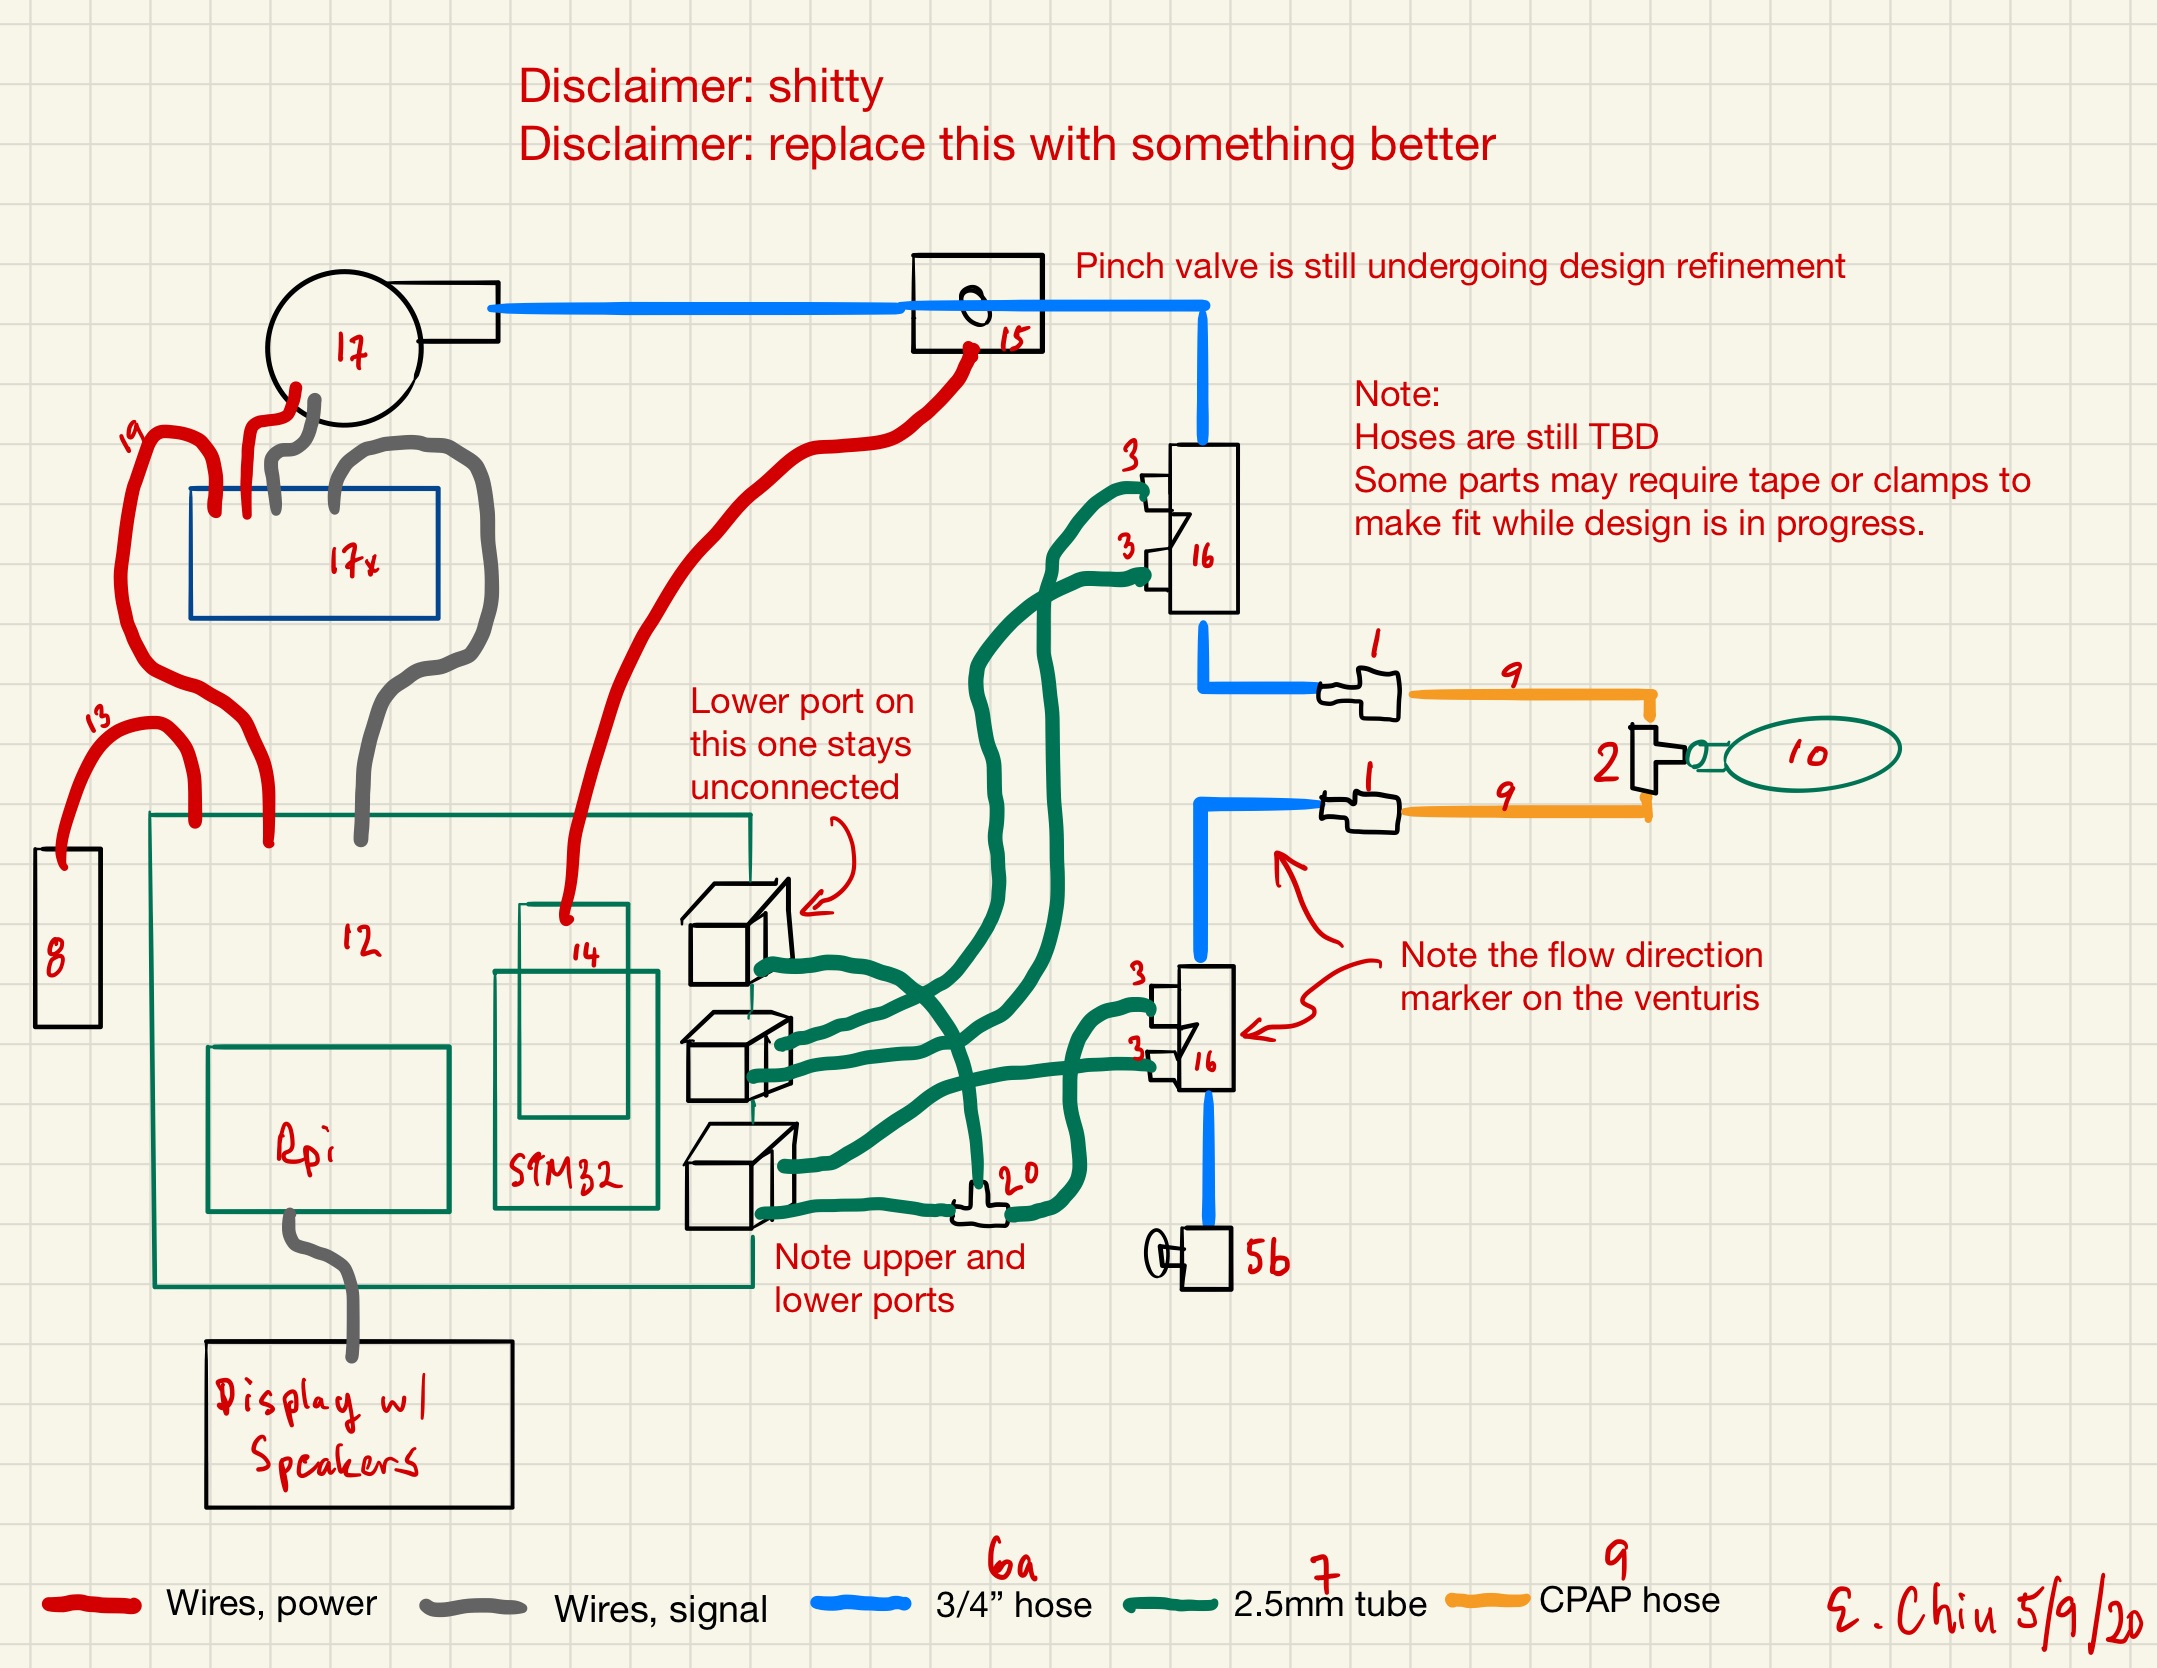 Disclaimer: shitty
Disclaimer: replace this with something better
Pinch valve is still undergoing design refinement
17
15
19
Note:
Hoses are still TBD
Some parts may require tape or clamps to
make fit while design is in progress.
3
3
16
17x
1
9
13
Lower port on
this one stays
unconnected
2
10
1
9
8
12
14
Note the flow direction
marker on the venturis
3
3
16
Rpi
STM32
20
Note upper and
lower ports
5b
Display w/
Speakers
6a
7
9
Wires, power
Wires, signal
3/4” hose
2.5mm tube
CPAP hose
E. Chiu 5/9/20